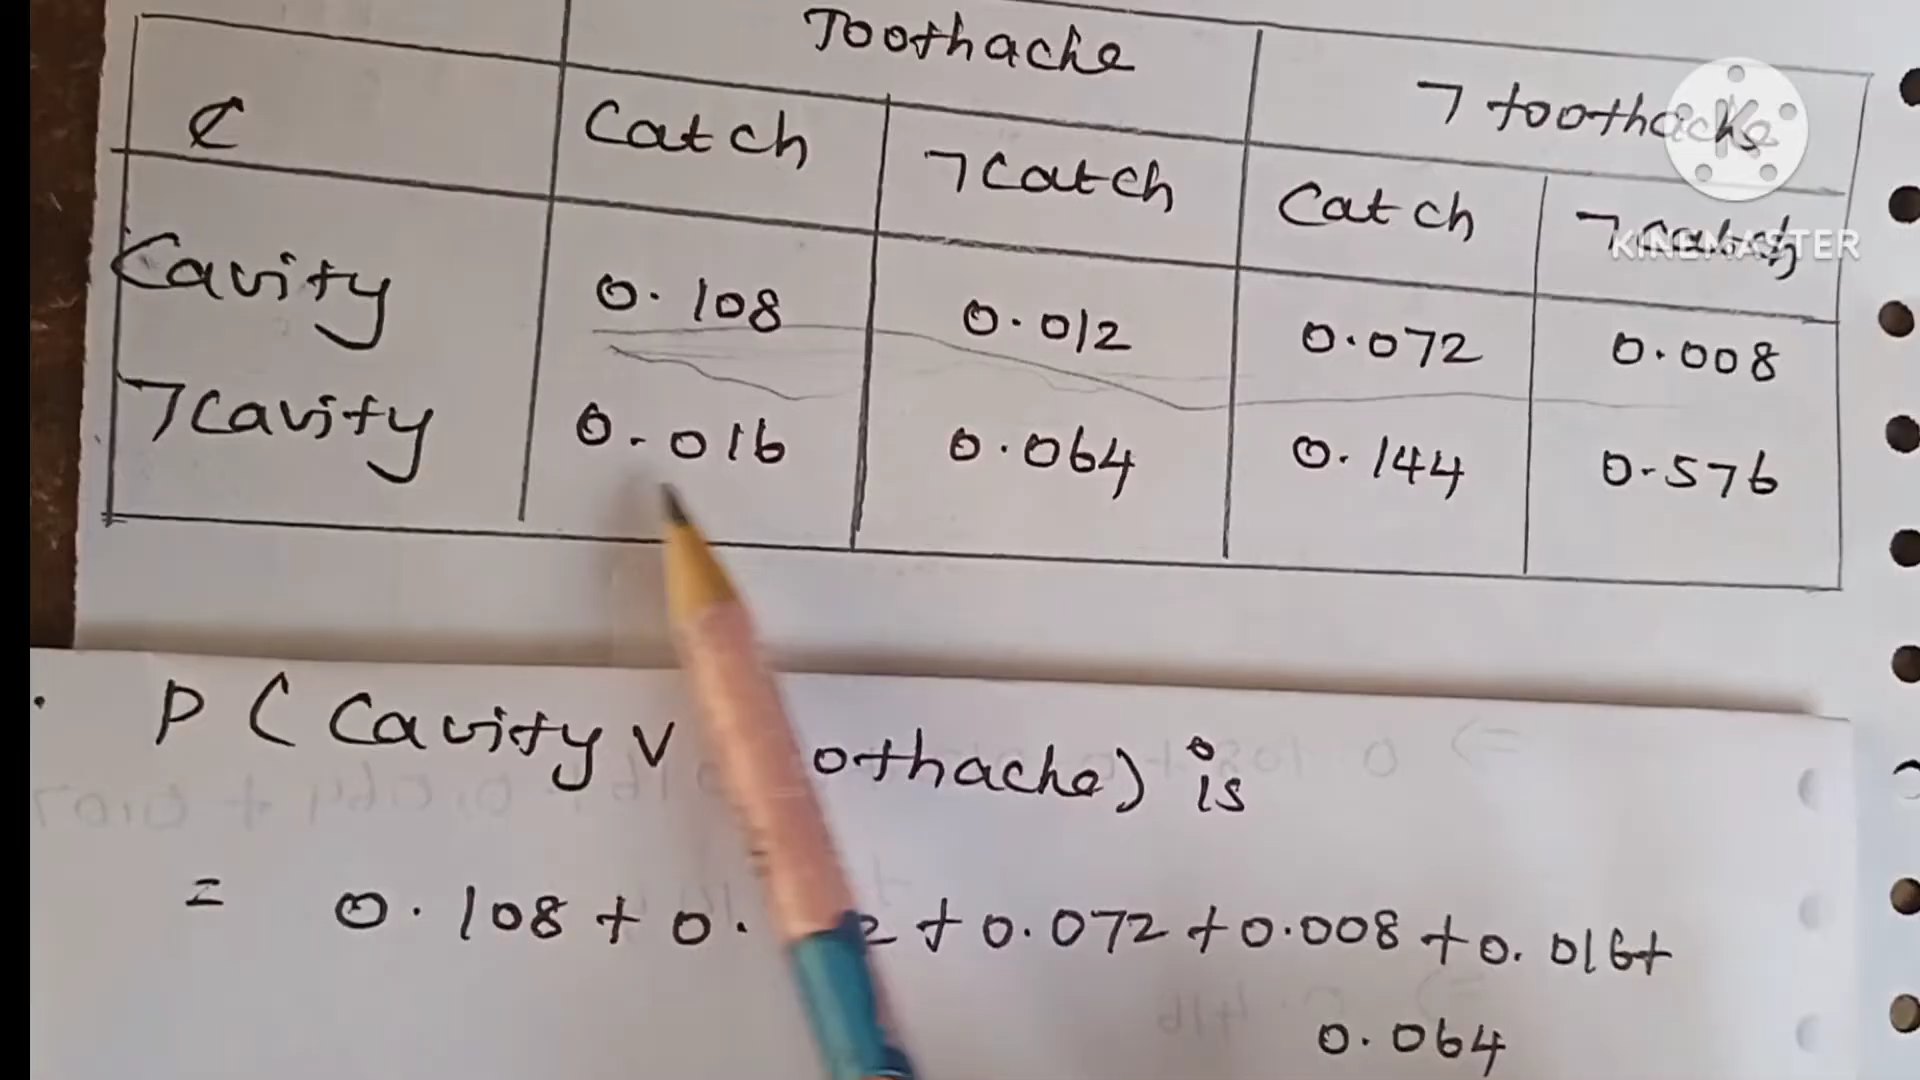 Toothache
¬ toothache
¢ Catch ¬Catch Catch ¬Catch
Cavity 0.108 0.012 0.072 0.008
¬Cavity 0.016 0.064 0.144 0.576
KINEMASTER
P (Cavity ∨ othache) is
= 0.108 + 0. 2 + 0.072 + 0.008 + 0.016+
0.064